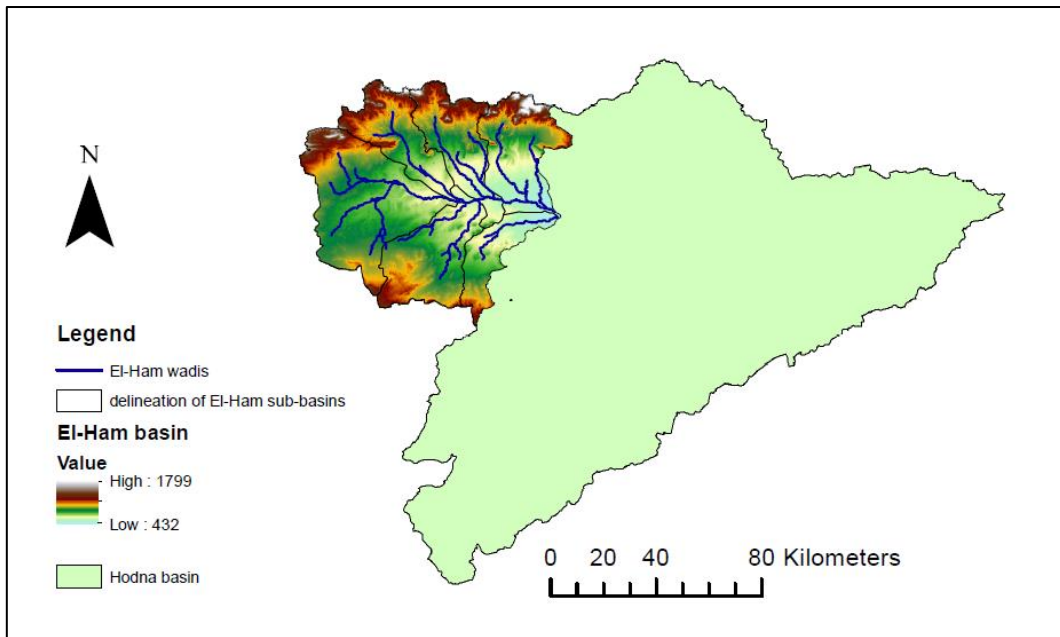 N
Legend
El-Ham wadis
delineation of El-Ham sub-basins
El-Ham basin
Value
High : 1799
Low : 432
Hodna basin
0 20 40 80 Kilometers